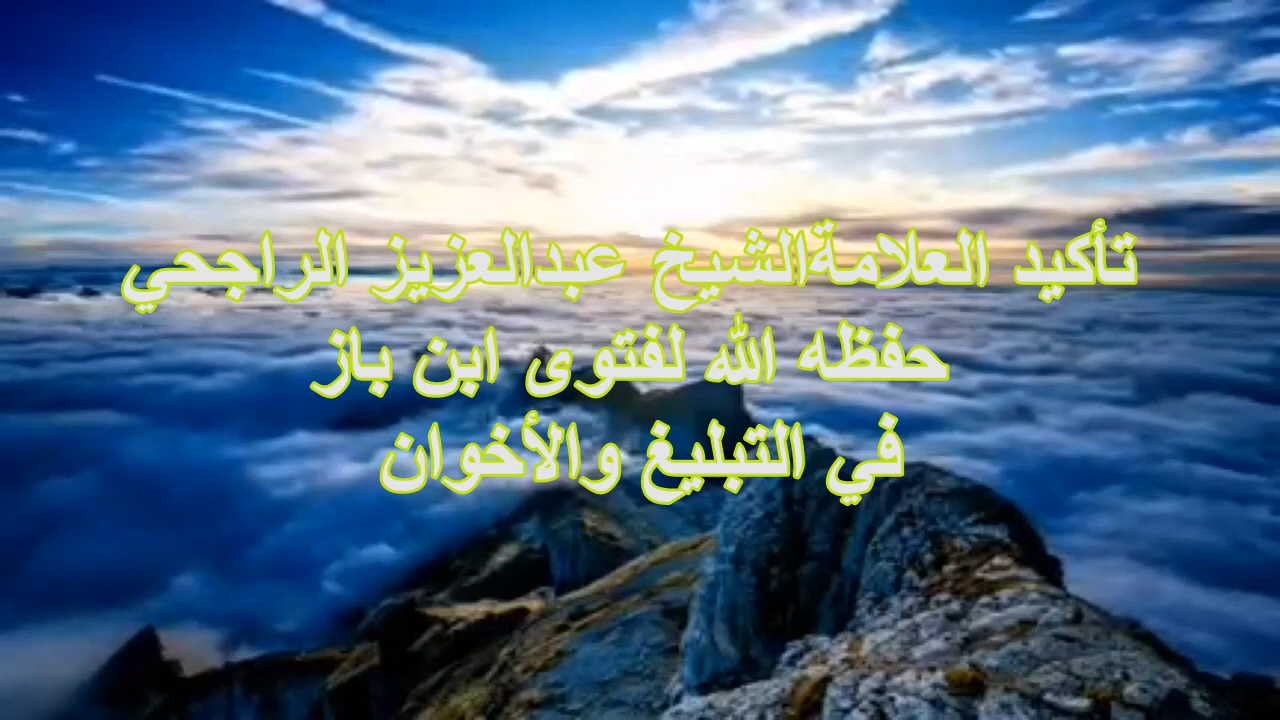 تأكيد العلامةالشيخ عبدالعزيز الراجحي
حفظه الله لفتوى ابن باز
في التبليغ والأخوان